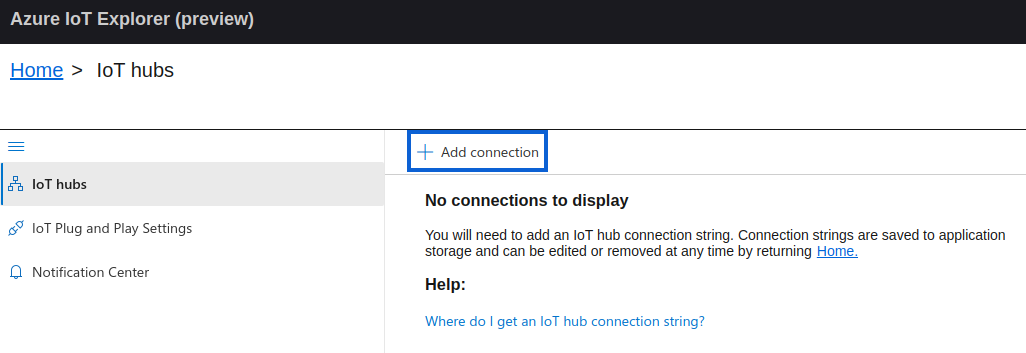 Azure IoT Explorer (preview)
Home > IoT hubs
IoT hubs
IoT Plug and Play Settings
Notification Center
Add connection
No connections to display
You will need to add an IoT hub connection string. Connection strings are saved to application
storage and can be edited or removed at any time by returning Home.
Help:
Where do I get an IoT hub connection string?